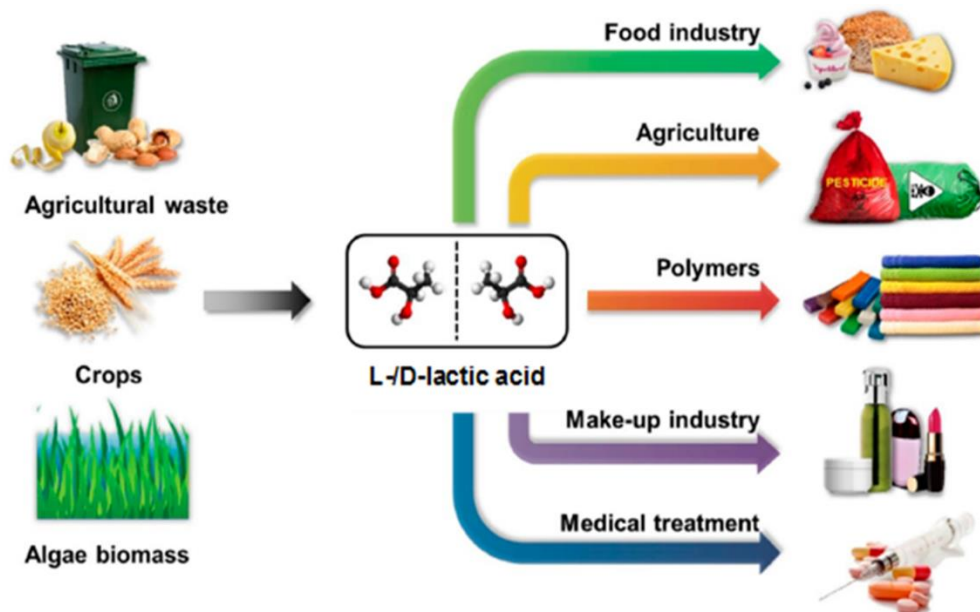 Agricultural waste
Crops
Algae biomass
L-/D-lactic acid
Food industry
Agriculture
PESTICIDE
Polymers
Make-up industry
Medical treatment